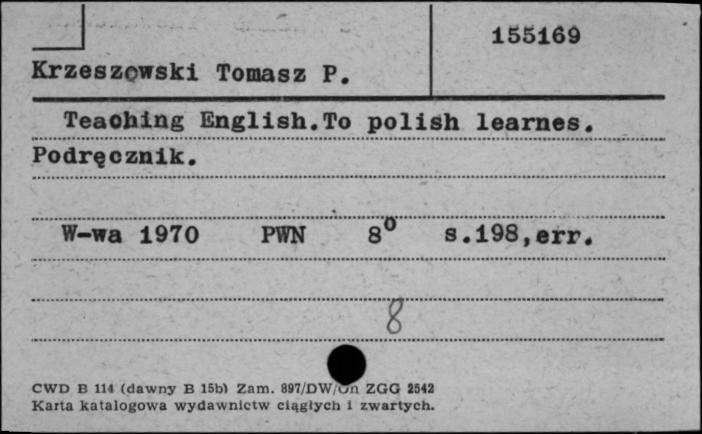 155169
Krzeszowski Tomasz P.
Teaching English.To polish learnes.
Podręcznik.
W-wa 1970 PWN 8⁰ s.198,err.
8
CWD B 114 (dawny B 15b) Zam. 897/DW/Gn ZGG 2542
Karta katalogowa wydawnictw ciągłych i zwartych.